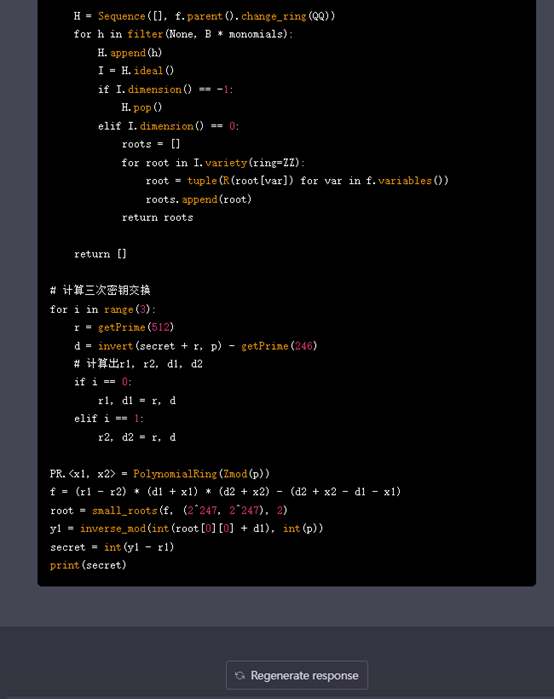 H = Sequence([], f.parent().change_ring(QQ))
for h in filter(None, B * monomials):
H.append(h)
I = H.ideal()
if I.dimension() == -1:
H.pop()
elif I.dimension() == 0:
roots = []
for root in I.variety(ring=ZZ):
root = tuple(R(root[var]) for var in f.variables())
roots.append(root)
return roots
return []
# 计算三次密钥交换
for i in range(3):
r = getPrime(512)
d = invert(secret + r, p) - getPrime(246)
# 计算出r1, r2, d1, d2
if i == 0:
r1, d1 = r, d
elif i == 1:
r2, d2 = r, d
PR.<x1, x2> = PolynomialRing(Zmod(p))
f = (r1 - r2) * (d1 + x1) * (d2 + x2) - (d2 + x2 - d1 - x1)
root = small_roots(f, (2^247, 2^247), 2)
y1 = inverse_mod(int(root[0][0] + d1), int(p))
secret = int(y1 - r1)
print(secret)
Regenerate response